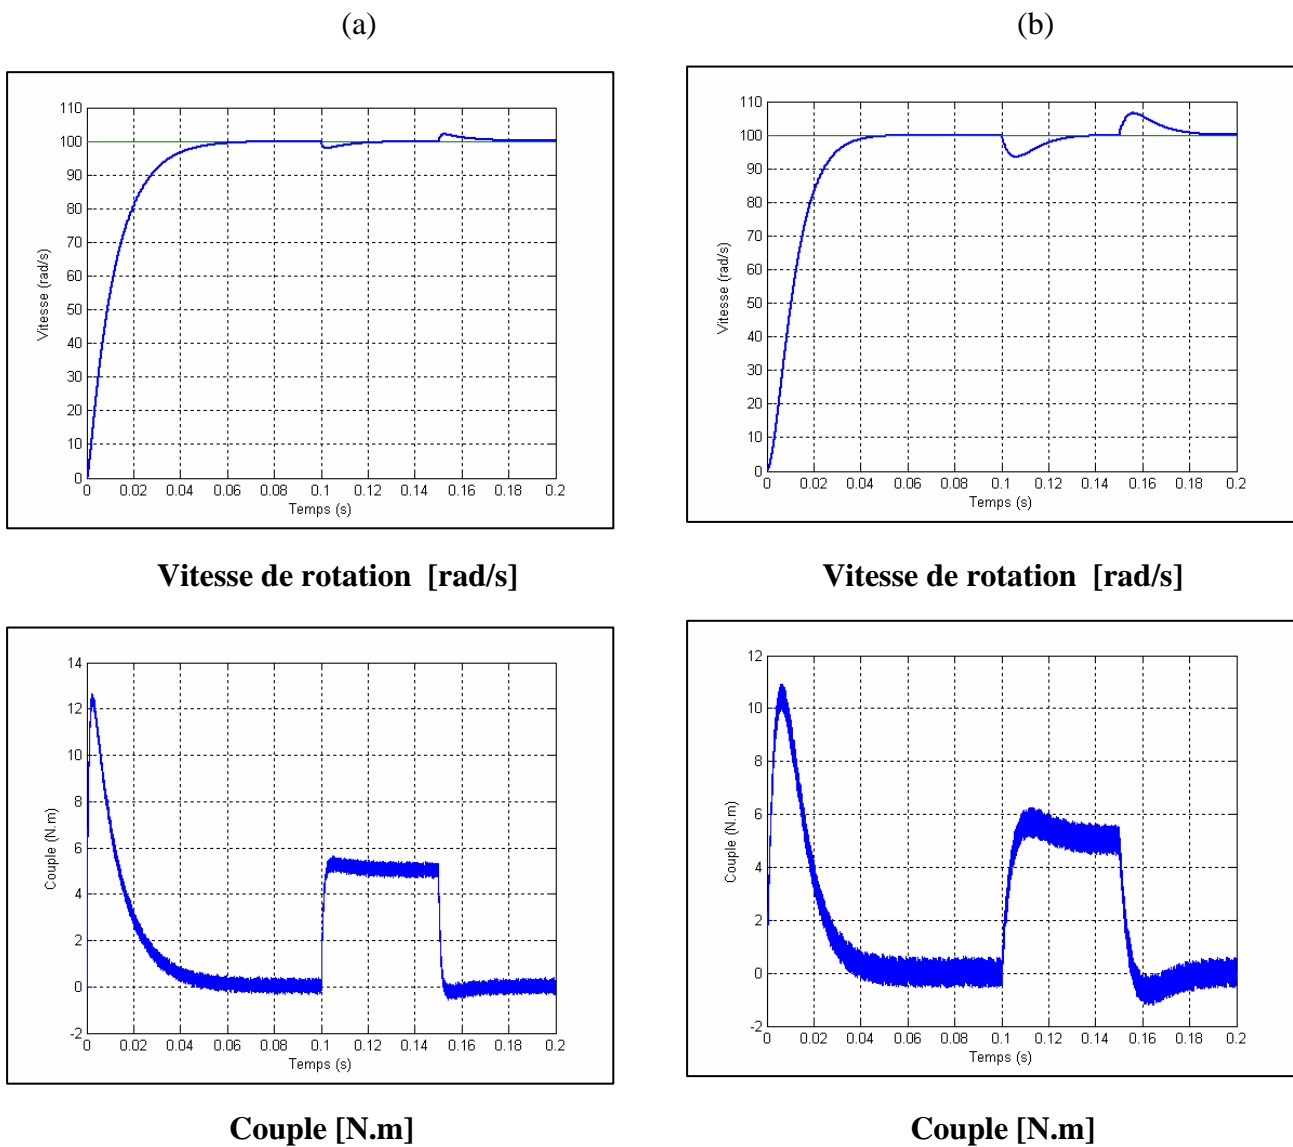 (a)
(b)
110
100
90
80
70
60
50
40
30
20
10
0
Vitesse (rad/s)
0 0.02 0.04 0.06 0.08 0.1 0.12 0.14 0.16 0.18 0.2
Temps (s)
Vitesse de rotation [rad/s]
110
100
90
80
70
60
50
40
30
20
10
0
Vitesse (rad/s)
0 0.02 0.04 0.06 0.08 0.1 0.12 0.14 0.16 0.18 0.2
Temps (s)
Vitesse de rotation [rad/s]
14
12
10
8
6
4
2
0
-2
Couple (N.m)
0 0.02 0.04 0.06 0.08 0.1 0.12 0.14 0.16 0.18 0.2
Temps (s)
Couple [N.m]
12
10
8
6
4
2
0
-2
Couple (N.m)
0 0.02 0.04 0.06 0.08 0.1 0.12 0.14 0.16 0.18 0.2
Temps (s)
Couple [N.m]